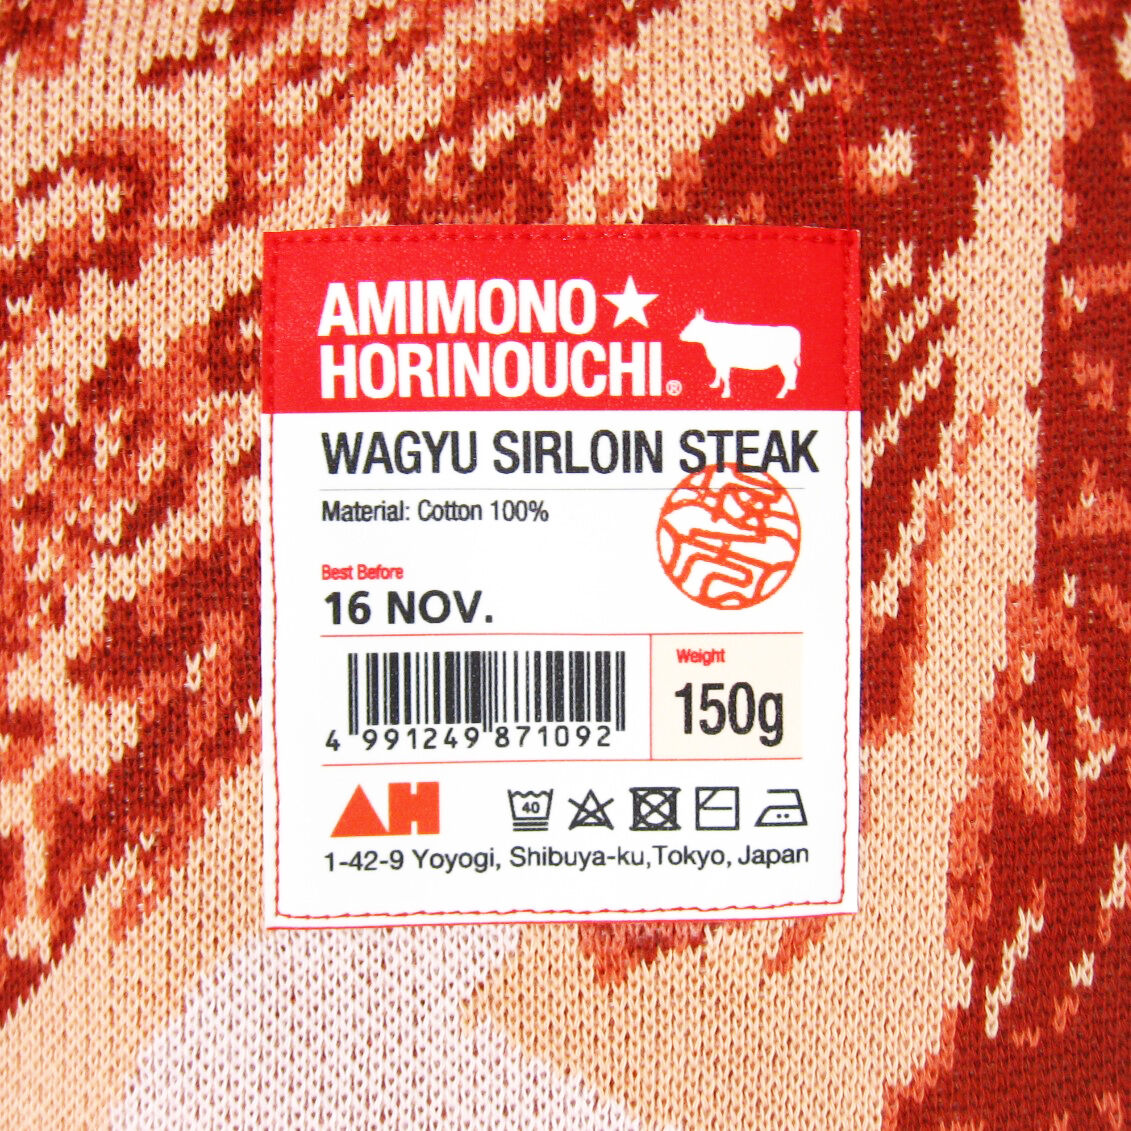 AMIMONO★
HORINOUCHI®
WAGYU SIRLOIN STEAK
Material: Cotton 100%
Best Before
16 NOV.
Weight
150g
4 991249 871092
AH
40
1-42-9 Yoyogi, Shibuya-ku,Tokyo, Japan